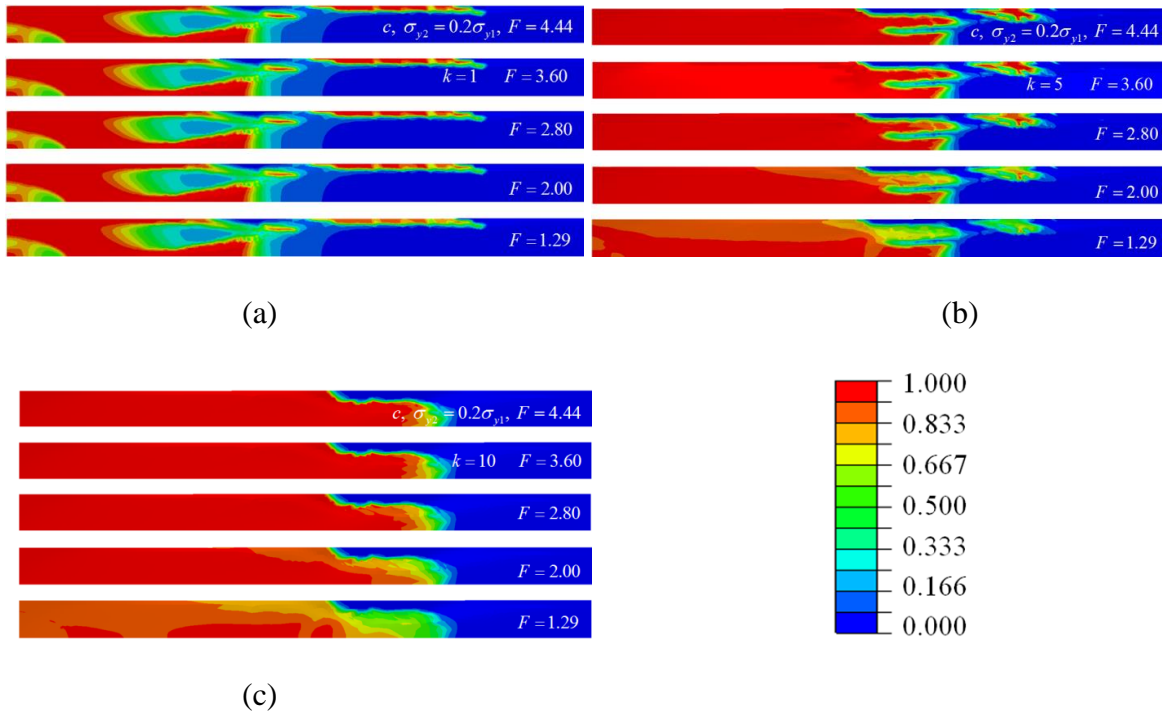 c, σy2 = 0.2σy1, F = 4.44
k = 1 F = 3.60
F = 2.80
F = 2.00
F = 1.29
(a)
c, σy2 = 0.2σy1, F = 4.44
k = 5 F = 3.60
F = 2.80
F = 2.00
F = 1.29
(b)
c, σy2 = 0.2σy1, F = 4.44
k = 10 F = 3.60
F = 2.80
F = 2.00
F = 1.29
(c)
1.000
0.833
0.667
0.500
0.333
0.166
0.000